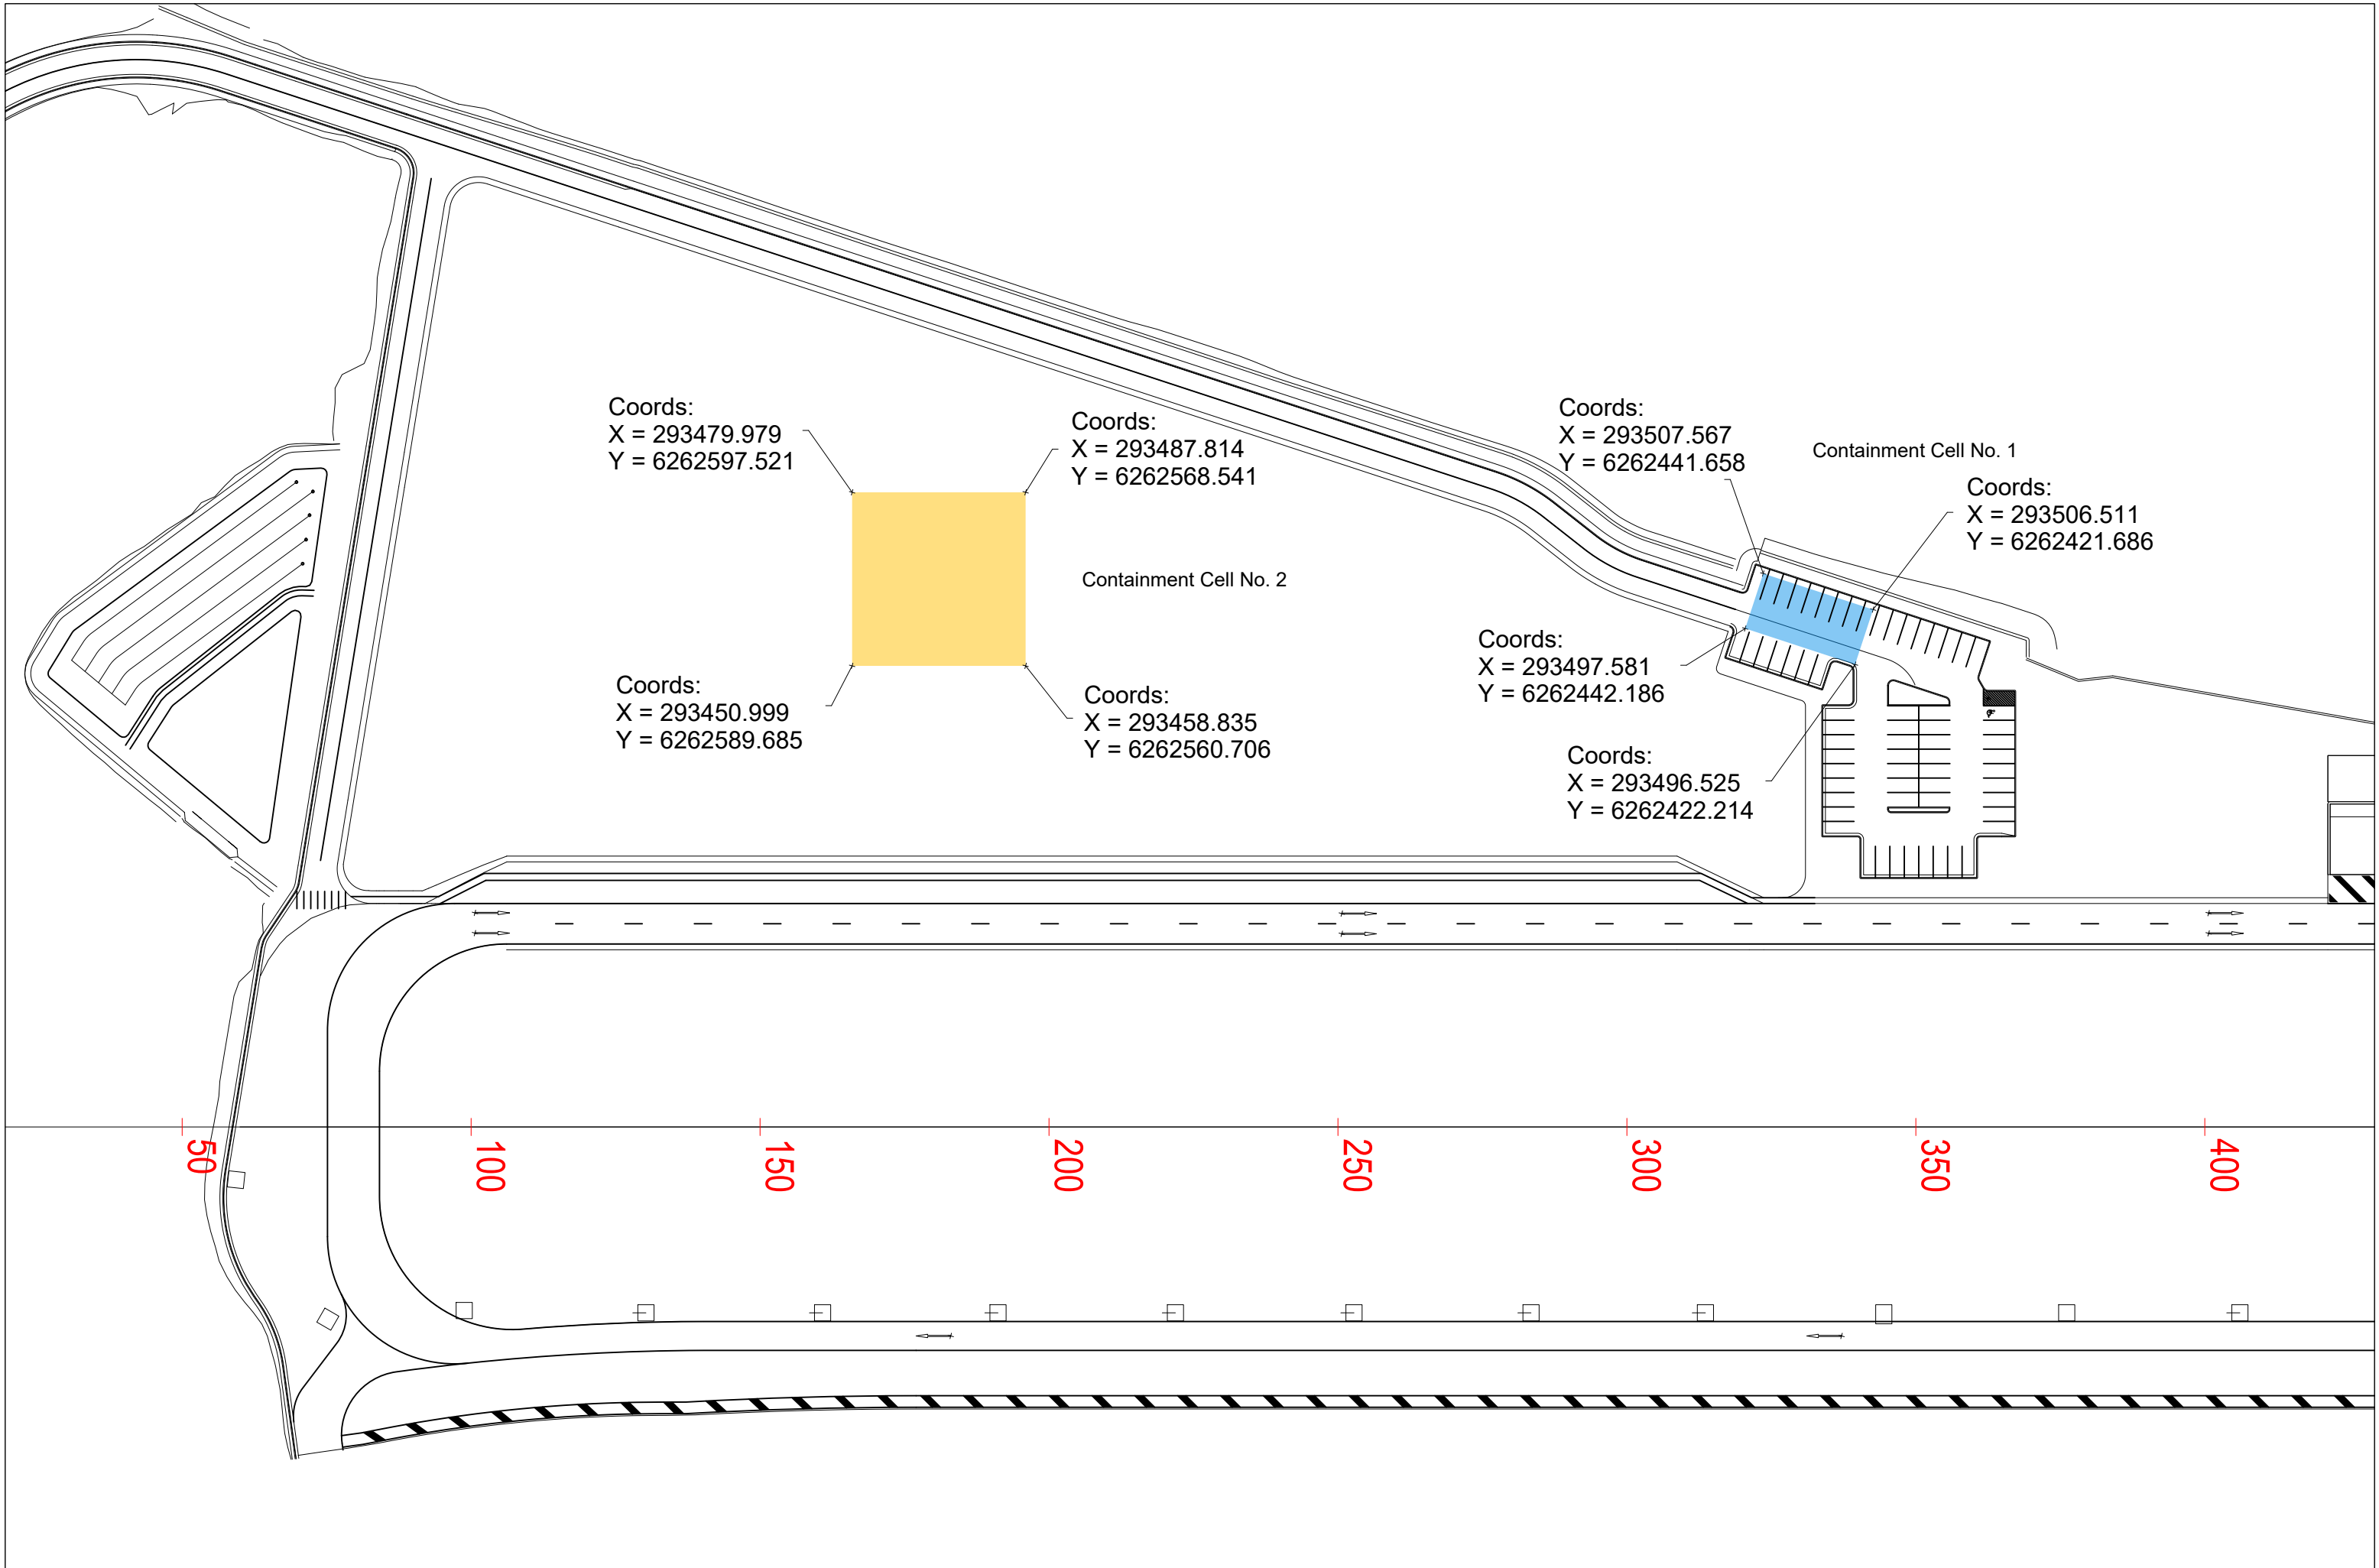 Coords:
X = 293479.979
Y = 6262597.521
Coords:
X = 293487.814
Y = 6262568.541
Coords:
X = 293507.567
Y = 6262441.658
Containment Cell No. 1
Coords:
X = 293506.511
Y = 6262421.686
Containment Cell No. 2
Coords:
X = 293497.581
Y = 6262442.186
Coords:
X = 293450.999
Y = 6262589.685
Coords:
X = 293458.835
Y = 6262560.706
Coords:
X = 293496.525
Y = 6262422.214
50
100
150
200
250
300
350
400